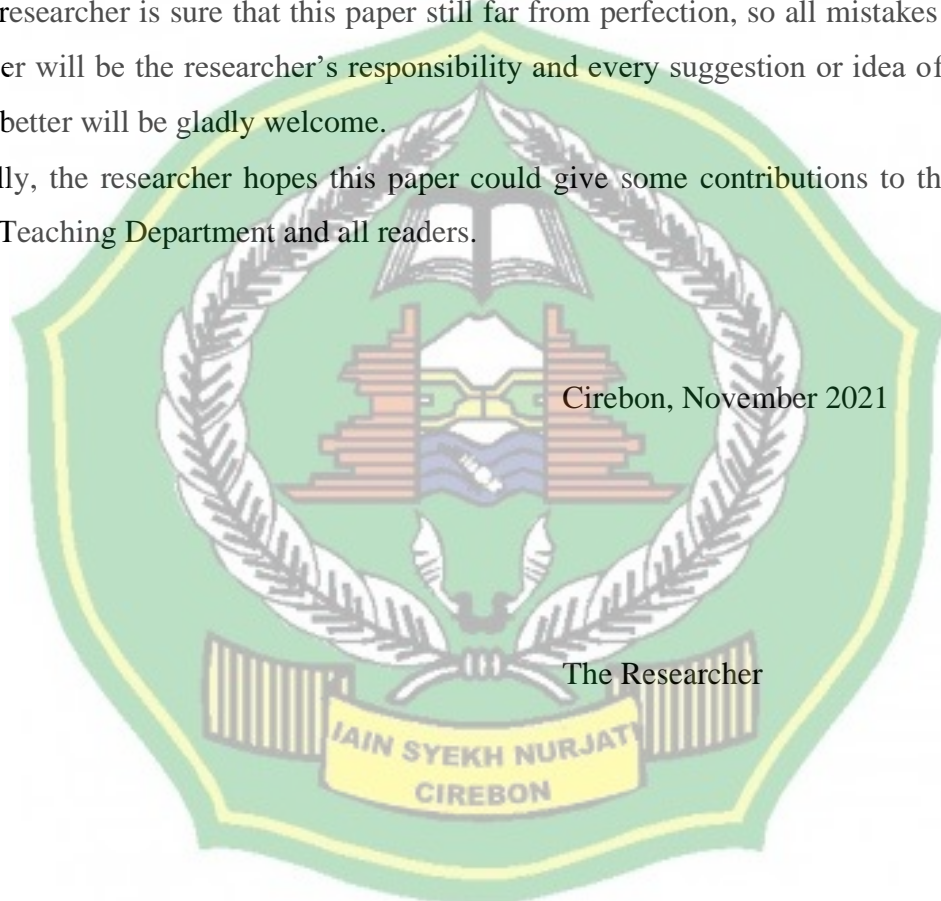 researcher is sure that this paper still far from perfection, so all mistakes
er will be the researcher’s responsibility and every suggestion or idea of
better will be gladly welcome.
lly, the researcher hopes this paper could give some contributions to th
Teaching Department and all readers.
Cirebon, November 2021
The Researcher
IAIN SYEKH NURJATI
CIREBON